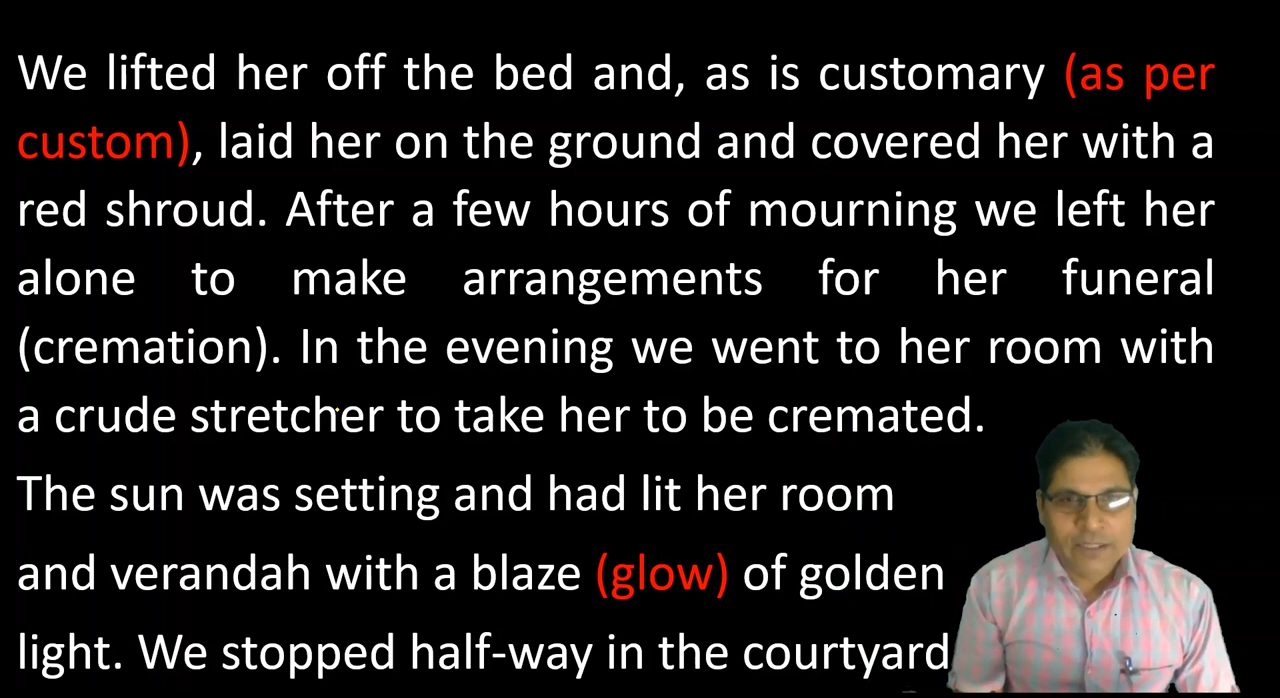 We lifted her off the bed and, as is customary (as per
custom), laid her on the ground and covered her with a
red shroud. After a few hours of mourning we left her
alone to make arrangements for her funeral
(cremation). In the evening we went to her room with
a crude stretcher to take her to be cremated.
The sun was setting and had lit her room
and verandah with a blaze (glow) of golden
light. We stopped half-way in the courtyard